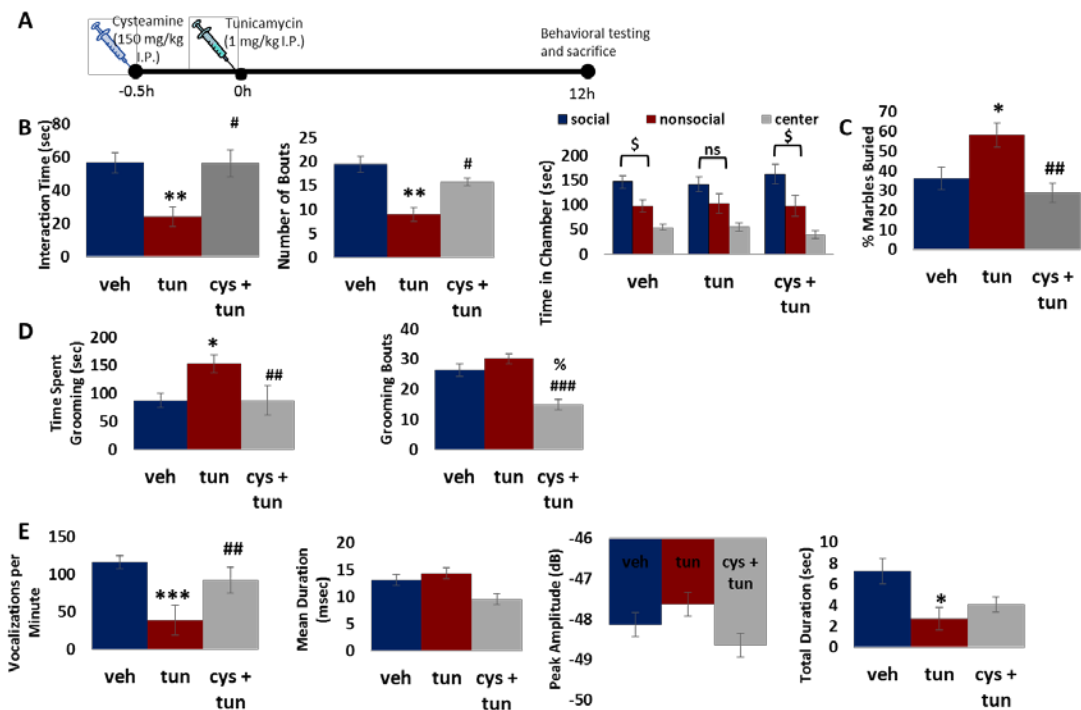 A
Cysteamine
(150 mg/kg
I.P.)
Tunicamycin
(1 mg/kg I.P.)
Behavioral testing
and sacrifice
-0.5h
0h
12h
B
Interaction Time (sec)
80
60
40
20
0
**
#
veh
tun
cys +
tun
Number of Bouts
25
20
15
10
5
0
**
#
veh
tun
cys +
tun
social
nonsocial
center
Time in Chamber (sec)
200
150
100
50
0
$
ns
$
veh
tun
cys +
tun
C
% Marbles Buried
70
60
50
40
30
20
10
0
*
##
veh
tun
cys +
tun
D
Time Spent
Grooming (sec)
200
150
100
50
0
*
##
veh
tun
cys +
tun
Grooming Bouts
40
30
20
10
0
%
###
veh
tun
cys +
tun
E
Vocalizations per
Minute
150
100
50
0
***
##
veh
tun
cys +
tun
Mean Duration
(msec)
20
15
10
5
0
veh
tun
cys +
tun
Peak Amplitude (dB)
-46
-47
-48
-49
-50
veh
tun
cys +
tun
Total Duration (sec)
10
8
6
4
2
0
*
veh
tun
cys +
tun